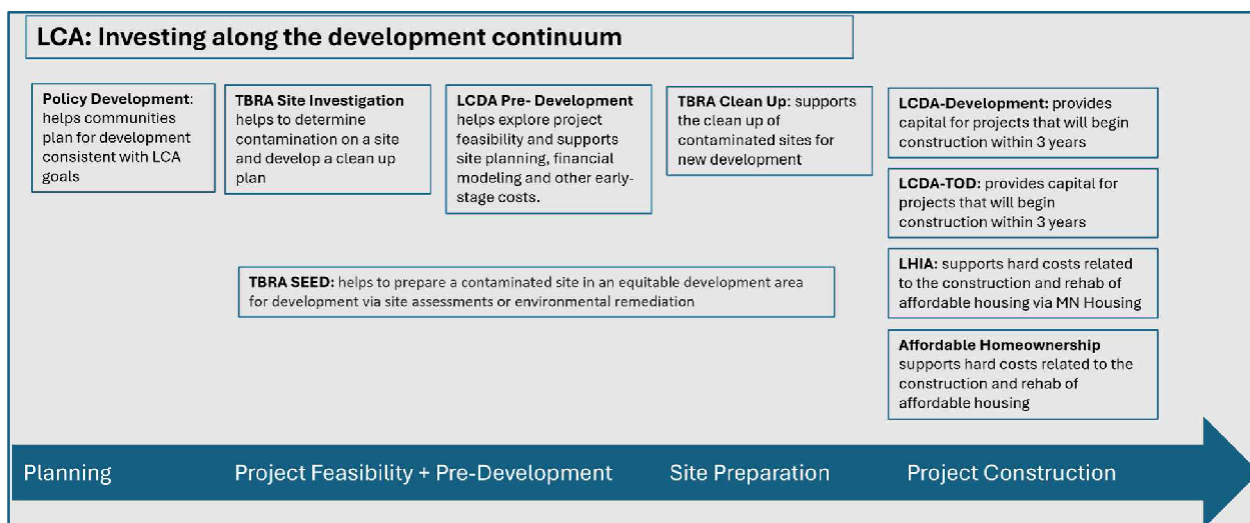 LCA: Investing along the development continuum
Policy Development:
helps communities
plan for development
consistent with LCA
goals
TBRA Site Investigation
helps to determine
contamination on a site
and develop a clean up
plan
LCDA Pre- Development
helps explore project
feasibility and supports
site planning, financial
modeling and other early-
stage costs.
TBRA Clean Up: supports
the clean up of
contaminated sites for
new development
LCDA-Development: provides
capital for projects that will begin
construction within 3 years
LCDA-TOD: provides capital for
projects that will begin
construction within 3 years
LHIA: supports hard costs related
to the construction and rehab of
affordable housing via MN Housing
Affordable Homeownership
supports hard costs related to the
construction and rehab of
affordable housing
TBRA SEED: helps to prepare a contaminated site in an equitable development area
for development via site assessments or environmental remediation
Planning
Project Feasibility + Pre-Development
Site Preparation
Project Construction